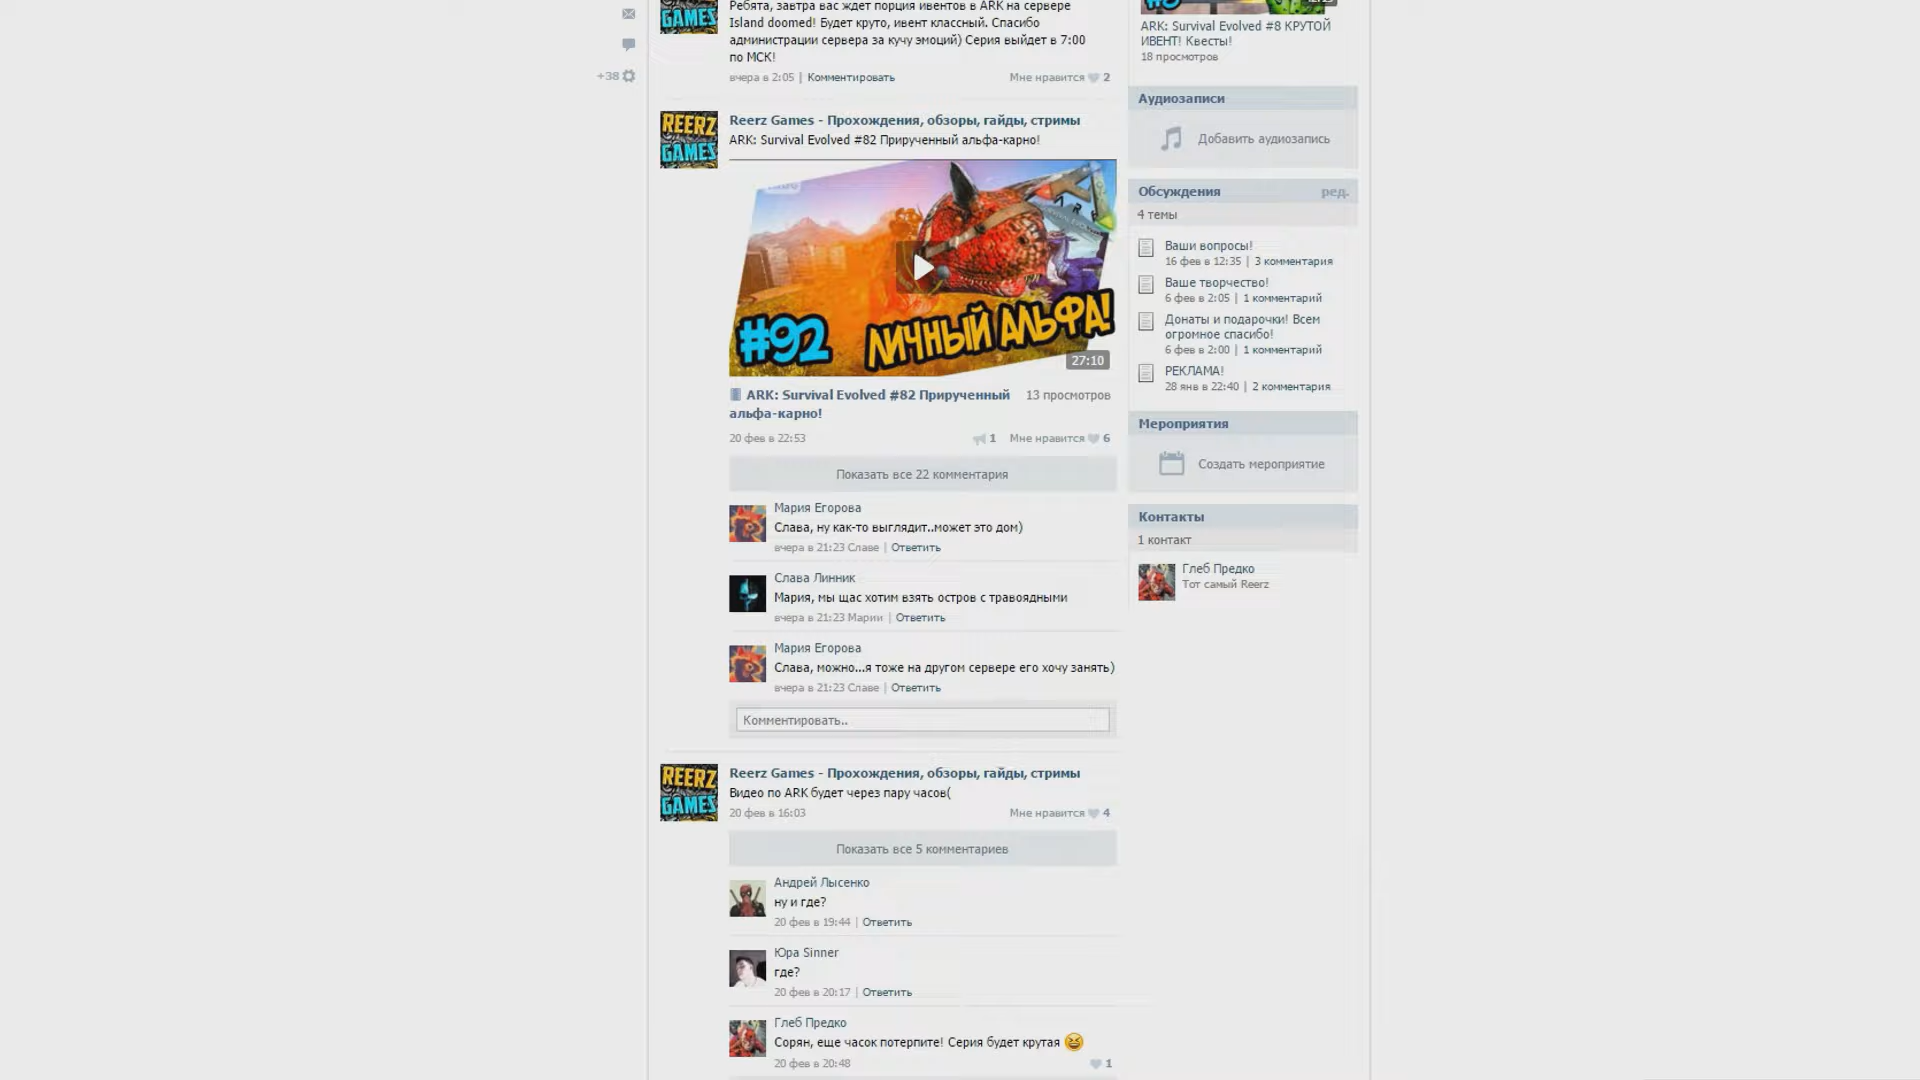 +38
GAMES
Ребята, завтра вас ждет порция ивентов в ARK на сервере
Island doomed! Будет круто, ивент классный. Спасибо
администрации сервера за кучу эмоций) Серия выйдет в 7:00
по МСК!
вчера в 2:05 | Комментировать
Мне нравится 2
REERZ
GAMES
Reerz Games - Прохождения, обзоры, гайды, стримы
ARK: Survival Evolved #82 Прирученный альфа-карно!
ARK
#92
ЛИЧНЫЙ АЛЬФА!
27:10
ARK: Survival Evolved #82 Прирученный
альфа-карно!
13 просмотров
20 фев в 22:53
1
Мне нравится 6
Показать все 22 комментария
Мария Егорова
Слава, ну как-то выглядит..может это дом)
вчера в 21:23 Славе | Ответить
Слава Линник
Мария, мы щас хотим взять остров с травоядными
вчера в 21:23 Марии | Ответить
Мария Егорова
Слава, можно...я тоже на другом сервере его хочу занять)
вчера в 21:23 Славе | Ответить
Комментировать..
REERZ
GAMES
Reerz Games - Прохождения, обзоры, гайды, стримы
Видео по ARK будет через пару часов(
20 фев в 16:03
Мне нравится 4
Показать все 5 комментариев
Андрей Лысенко
ну и где?
20 фев в 19:44 | Ответить
Юра Sinner
где?
20 фев в 20:17 | Ответить
Глеб Предко
Сорян, еще часок потерпите! Серия будет крутая
20 фев в 20:48
1
ARK: Survival Evolved #8 КРУТОЙ
ИВЕНТ! Квесты!
18 просмотров
Аудиозаписи
Добавить аудиозапись
Обсуждения
ред.
4 темы
Ваши вопросы!
16 фев в 12:35 | 3 комментария
Ваше творчество!
6 фев в 2:05 | 1 комментарий
Донаты и подарочки! Всем
огромное спасибо!
6 фев в 2:00 | 1 комментарий
РЕКЛАМА!
28 янв в 22:40 | 2 комментария
Мероприятия
Создать мероприятие
Контакты
1 контакт
Глеб Предко
Тот самый Reerz